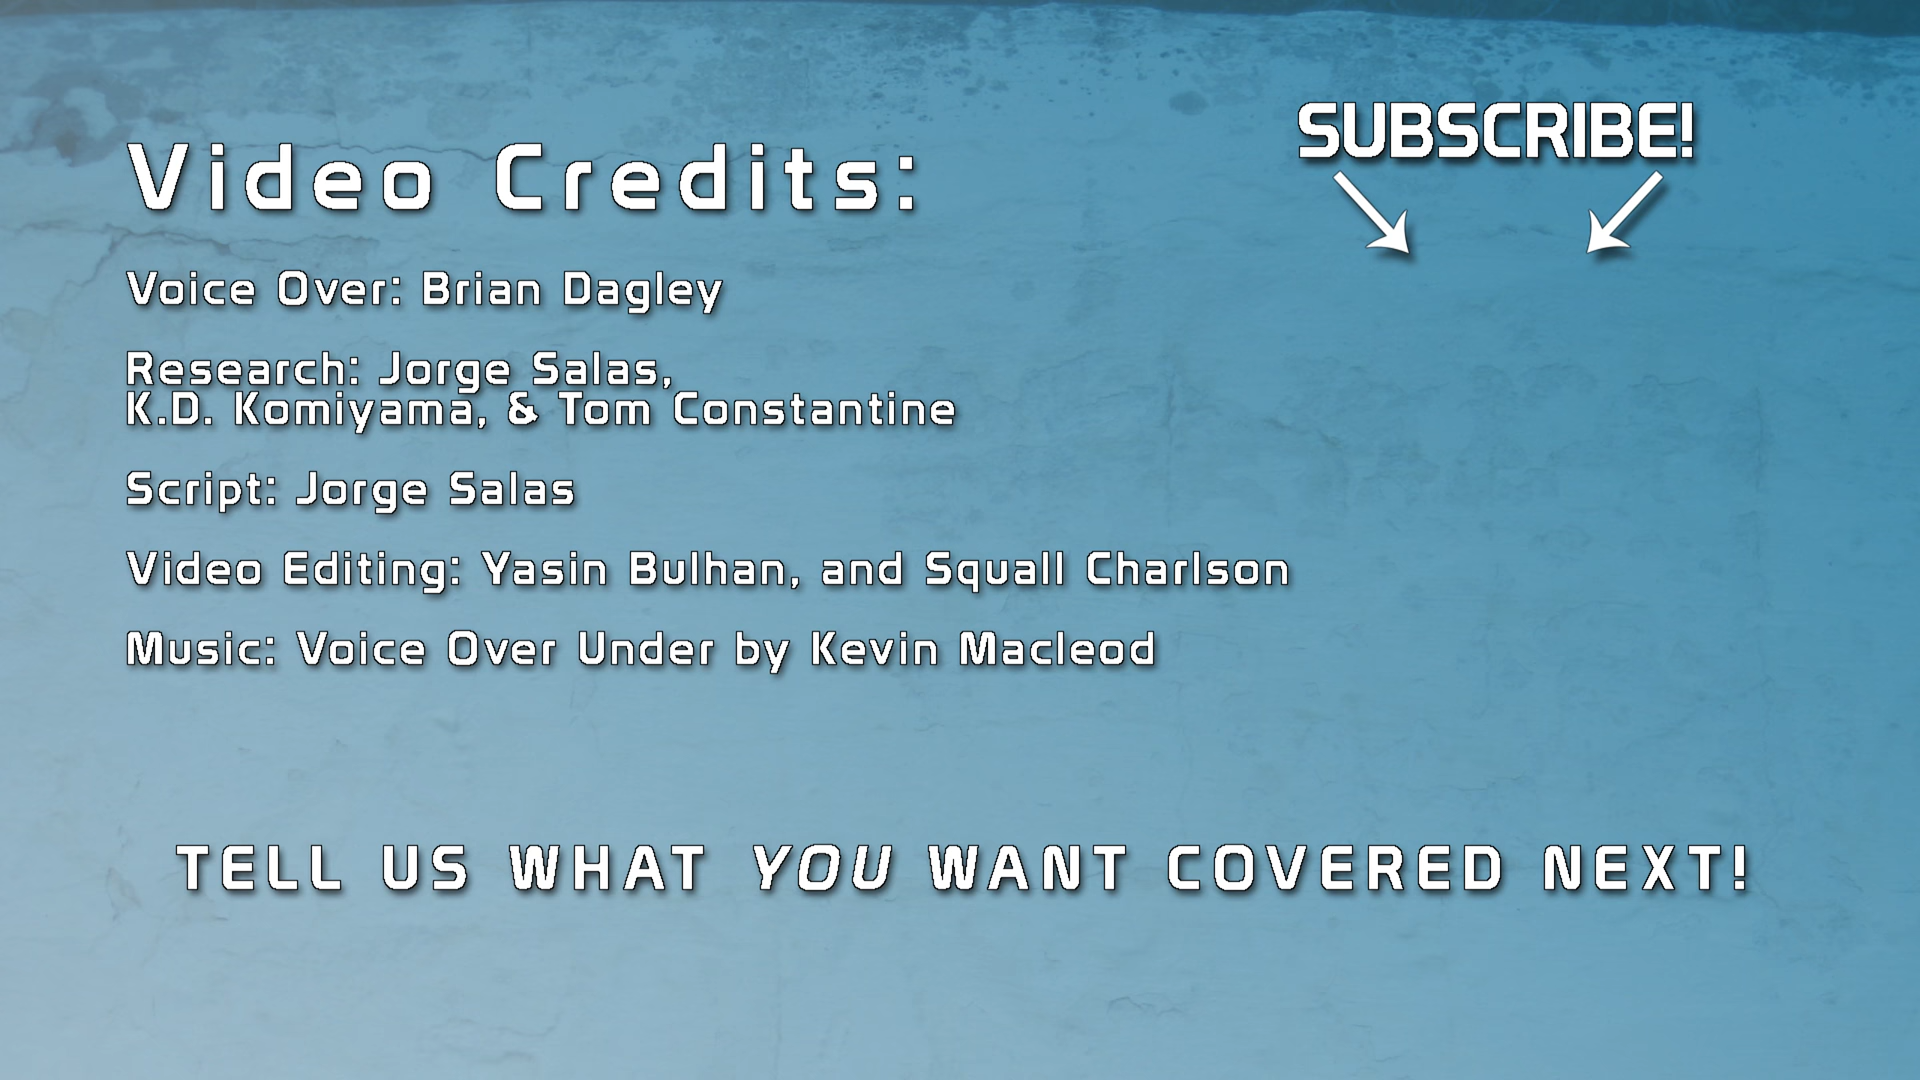 SUBSCRIBE!
Video Credits:
Voice Over: Brian Dagley
Research: Jorge Salas,
K.D. Komiyama, & Tom Constantine
Script: Jorge Salas
Video Editing: Yasin Bulhan, and Squall Charlson
Music: Voice Over Under by Kevin Macleod
TELL US WHAT YOU WANT COVERED NEXT!